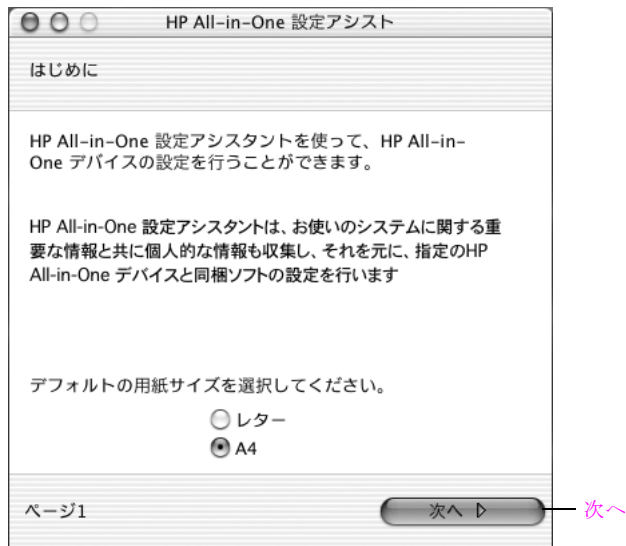 HP All-in-One 設定アシスト
はじめに
HP All-in-One 設定アシスタントを使って、HP All-in-
One デバイスの設定を行うことができます。
HP All-in-One 設定アシスタントは、お使いのシステムに関する重
要な情報と共に個人的な情報も収集し、それを元に、指定のHP
All-in-One デバイスと同梱ソフトの設定を行います
デフォルトの用紙サイズを選択してください。
レター
A4
ページ1
次へ
次へ